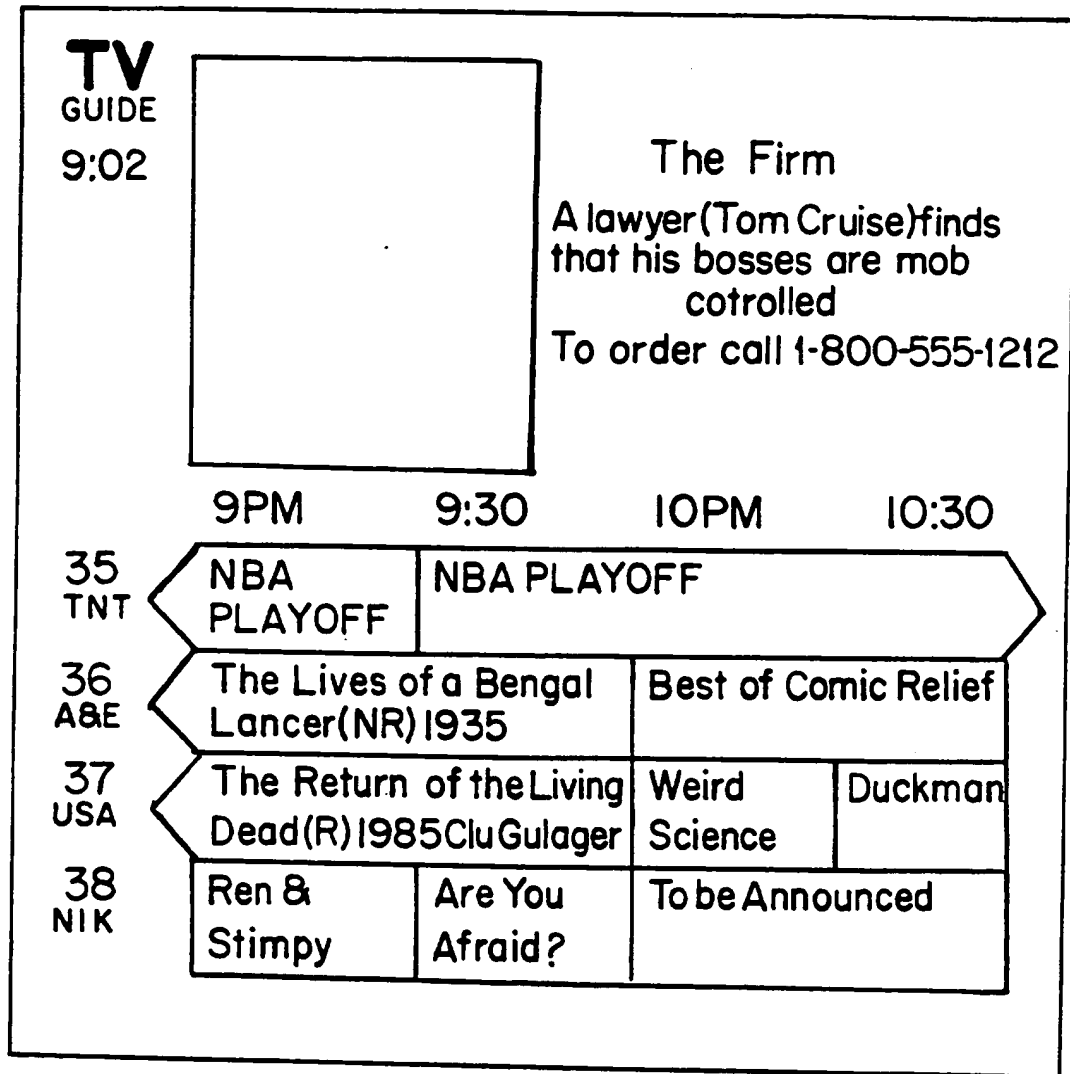 TV
GUIDE
9:02
The Firm
A lawyer(Tom Cruise)finds
that his bosses are mob
cotrolled
To order call 1-800-555-1212
9PM 9:30 10PM 10:30
35
TNT
NBA
PLAYOFF
NBA PLAYOFF
36
A&E
The Lives of a Bengal
Lancer(NR) 1935
Best of Comic Relief
37
USA
The Return of the Living
Dead(R) 1985 Clu Gulager
Weird
Science
Duckman
38
NIK
Ren &
Stimpy
Are You
Afraid?
To be Announced